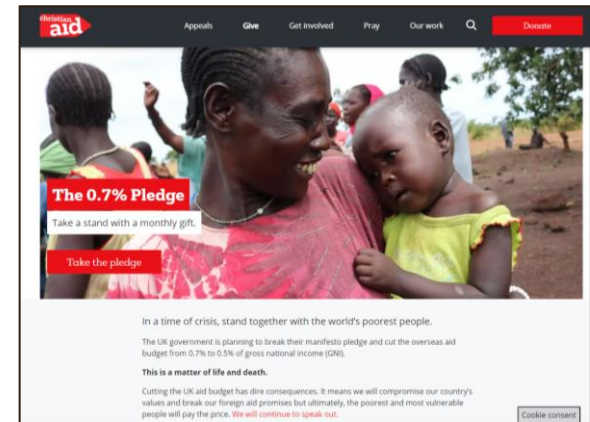 christian
aid
Appeals Give Get involved Pray Our work Donate
The 0.7% Pledge
Take a stand with a monthly gift.
Take the pledge
In a time of crisis, stand together with the world's poorest people.
The UK government is planning to break their manifesto pledge and cut the overseas aid
budget from 0.7% to 0.5% of gross national income (GNI).
This is a matter of life and death.
Cutting the UK aid budget has dire consequences. It means we will compromise our country's
values and break our foreign aid promises but ultimately, the poorest and most vulnerable
people will pay the price. We will continue to speak out.
Cookie consent